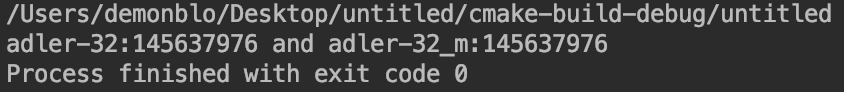 /Users/demonblo/Desktop/untitled/cmake-build-debug/untitled
adler-32:145637976 and adler-32_m:145637976
Process finished with exit code 0